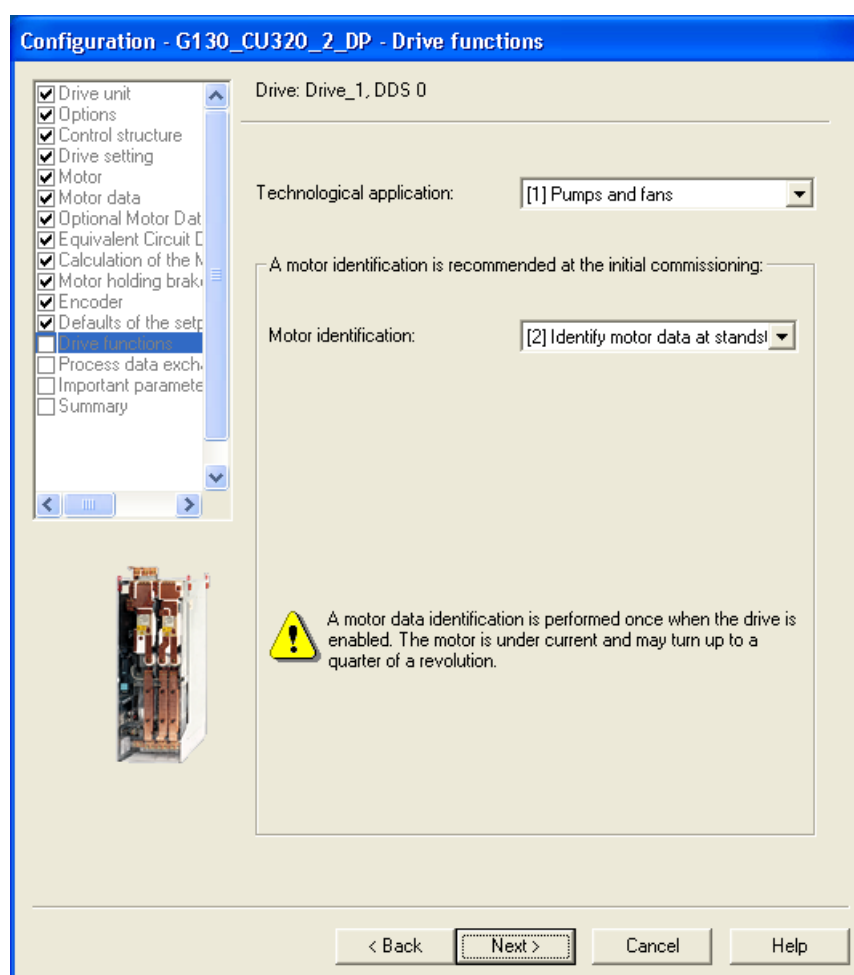 Configuration - G130_CU320_2_DP - Drive functions
Drive unit
Options
Control structure
Drive setting
Motor
Motor data
Optional Motor Dat
Equivalent Circuit D
Calculation of the M
Motor holding brak
Encoder
Defaults of the setp
Drive functions
Process data exch
Important paramete
Summary
Drive: Drive_1, DDS 0
Technological application:
[1] Pumps and fans
A motor identification is recommended at the initial commissioning:
Motor identification:
[2] Identify motor data at standst
A motor data identification is performed once when the drive is
enabled. The motor is under current and may turn up to a
quarter of a revolution.
< Back
Next >
Cancel
Help